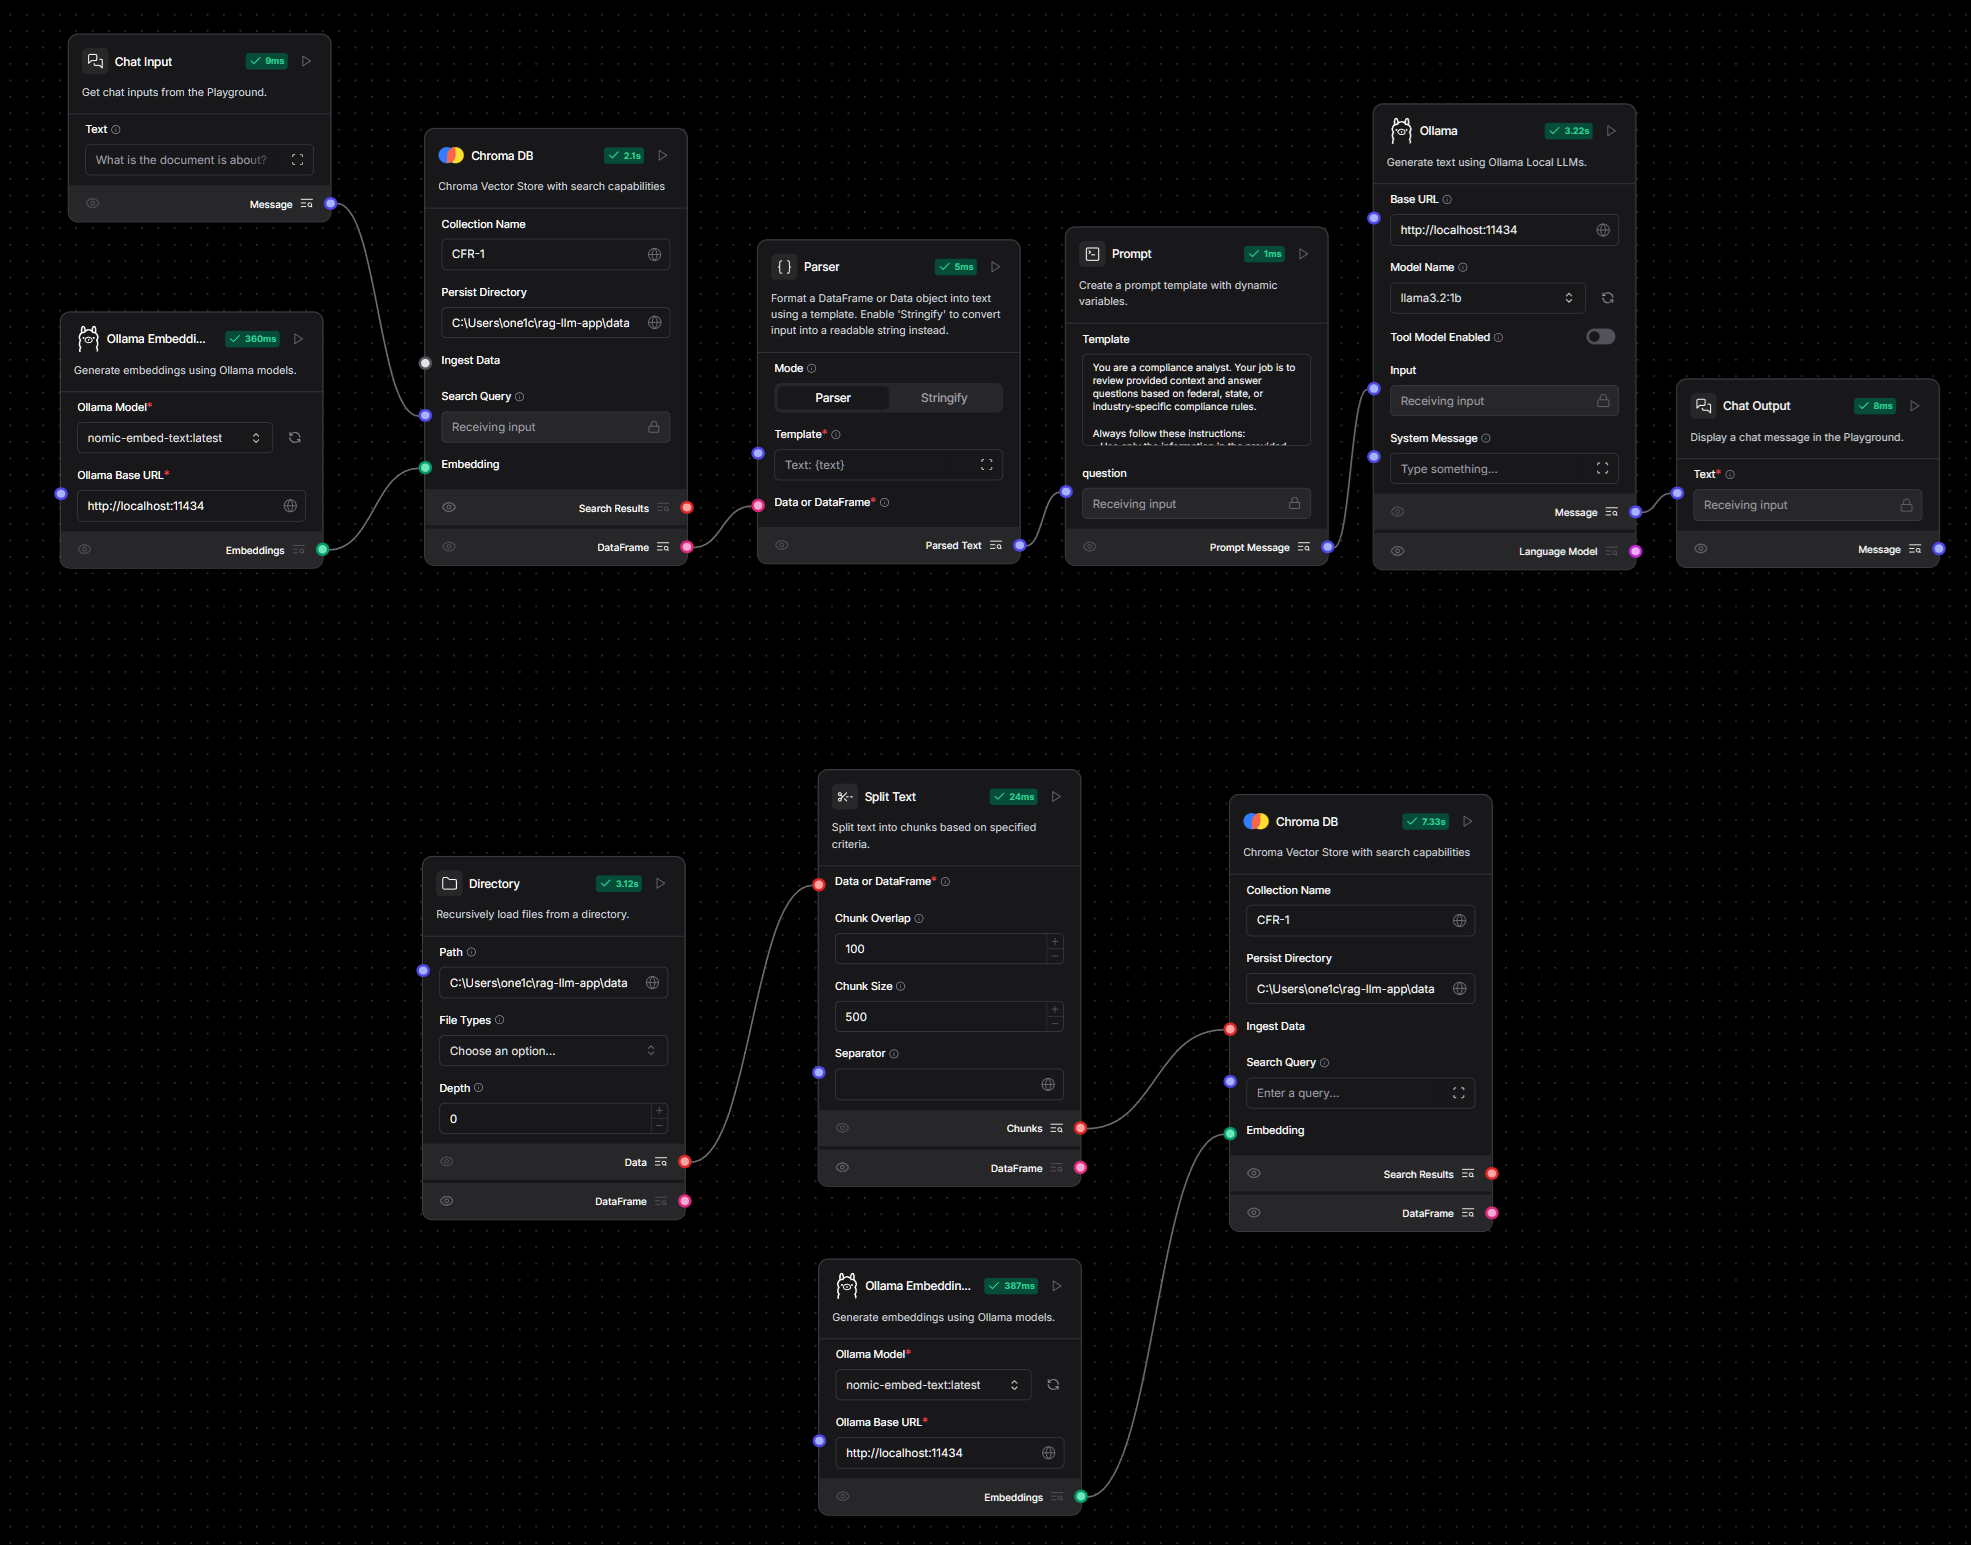 Chat Input
9ms
Get chat inputs from the Playground.
Text
What is the document is about?
Message
Ollama Embeddi...
360ms
Generate embeddings using Ollama models.
Ollama Model*
nomic-embed-text:latest
Ollama Base URL*
http://localhost:11434
Embeddings
Chroma DB
2.1s
Chroma Vector Store with search capabilities
Collection Name
CFR-1
Persist Directory
C:\Users\one1c\rag-llm-app\data
Ingest Data
Search Query
Receiving input
Embedding
Search Results
DataFrame
Parser
5ms
Format a DataFrame or Data object into text
using a template. Enable 'Stringify' to convert
input into a readable string instead.
Mode
Parser
Stringify
Template*
Text: {text}
Data or DataFrame*
Parsed Text
Prompt
1ms
Create a prompt template with dynamic
variables.
Template
You are a compliance analyst. Your job is to
review provided context and answer
questions based on federal, state, or
industry-specific compliance rules.
Always follow these instructions:
- Use only the information in the provided
question
Receiving input
Prompt Message
Ollama
3.22s
Generate text using Ollama Local LLMs.
Base URL
http://localhost:11434
Model Name
llama3.2:1b
Tool Model Enabled
Input
Receiving input
System Message
Type something...
Message
Language Model
Chat Output
8ms
Display a chat message in the Playground.
Text*
Receiving input
Message
Directory
3.12s
Recursively load files from a directory.
Path
C:\Users\one1c\rag-llm-app\data
File Types
Choose an option...
Depth
0
Data
DataFrame
Split Text
24ms
Split text into chunks based on specified
criteria.
Data or DataFrame*
Chunk Overlap
100
Chunk Size
500
Separator
Chunks
DataFrame
Ollama Embeddin...
387ms
Generate embeddings using Ollama models.
Ollama Model*
nomic-embed-text:latest
Ollama Base URL*
http://localhost:11434
Embeddings
Chroma DB
7.33s
Chroma Vector Store with search capabilities
Collection Name
CFR-1
Persist Directory
C:\Users\one1c\rag-llm-app\data
Ingest Data
Search Query
Enter a query...
Embedding
Search Results
DataFrame